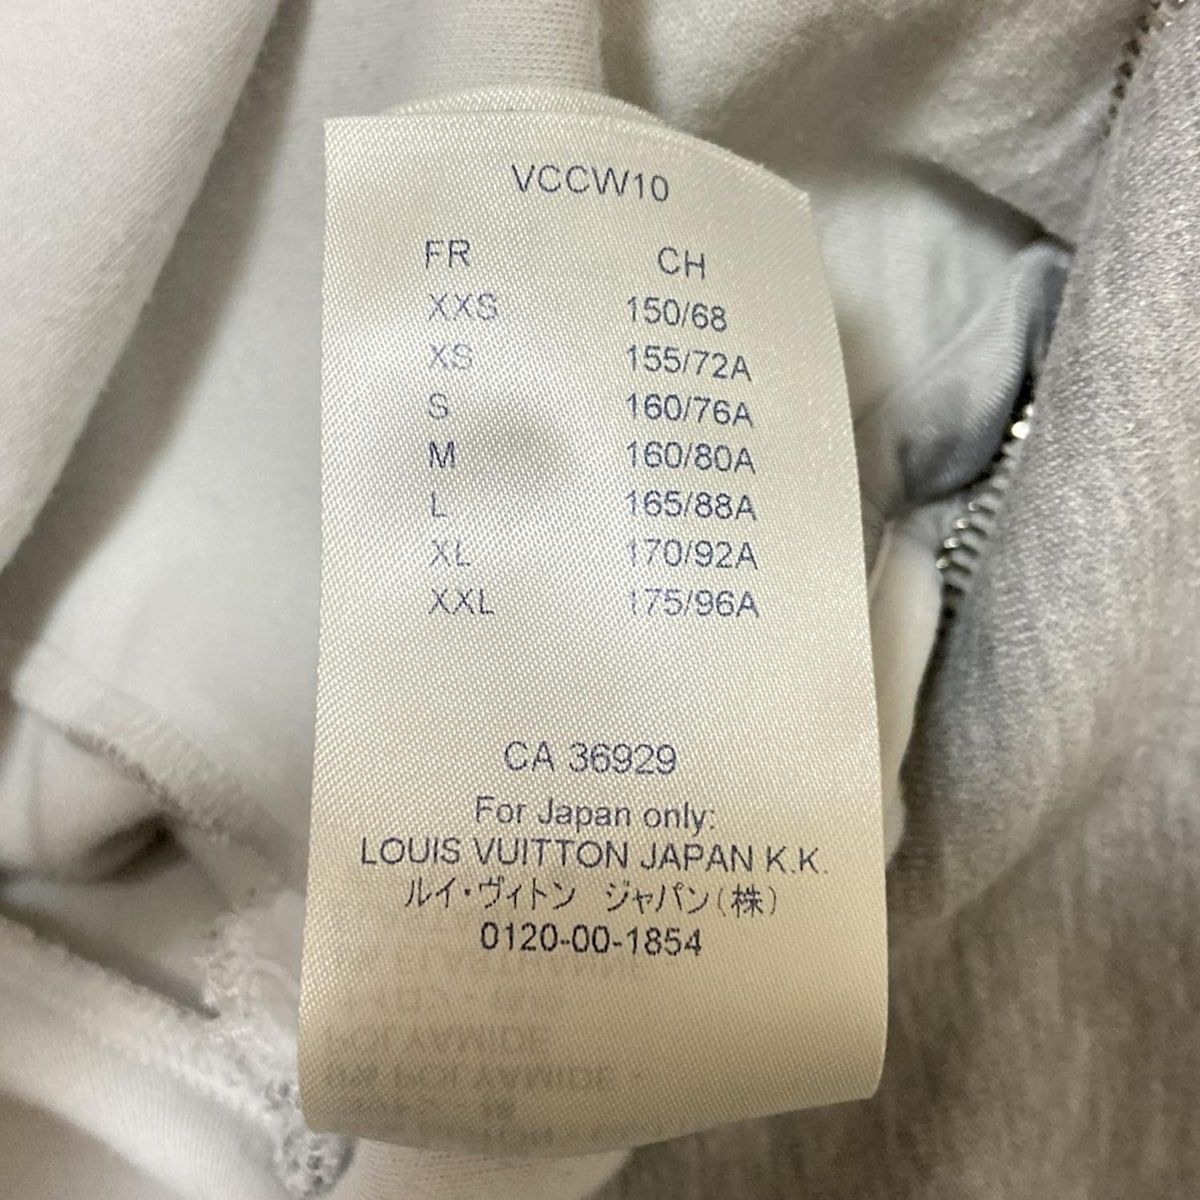 VCCW10
FR CH
XXS 150/68
XS 155/72A
S 160/76A
M 160/80A
L 165/88A
XL 170/92A
XXL 175/96A
CA 36929
For Japan only:
LOUIS VUITTON JAPAN K.K.
ルイ・ヴィトン ジャパン(株)
0120-00-1854
POLYAMIDE
POLYAMIDE -